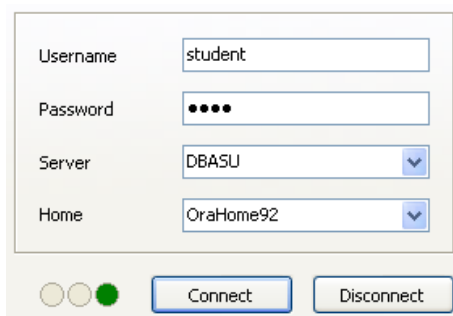 Username student
Password ●●●●
Server DBASU
Home OraHome92
Connect Disconnect